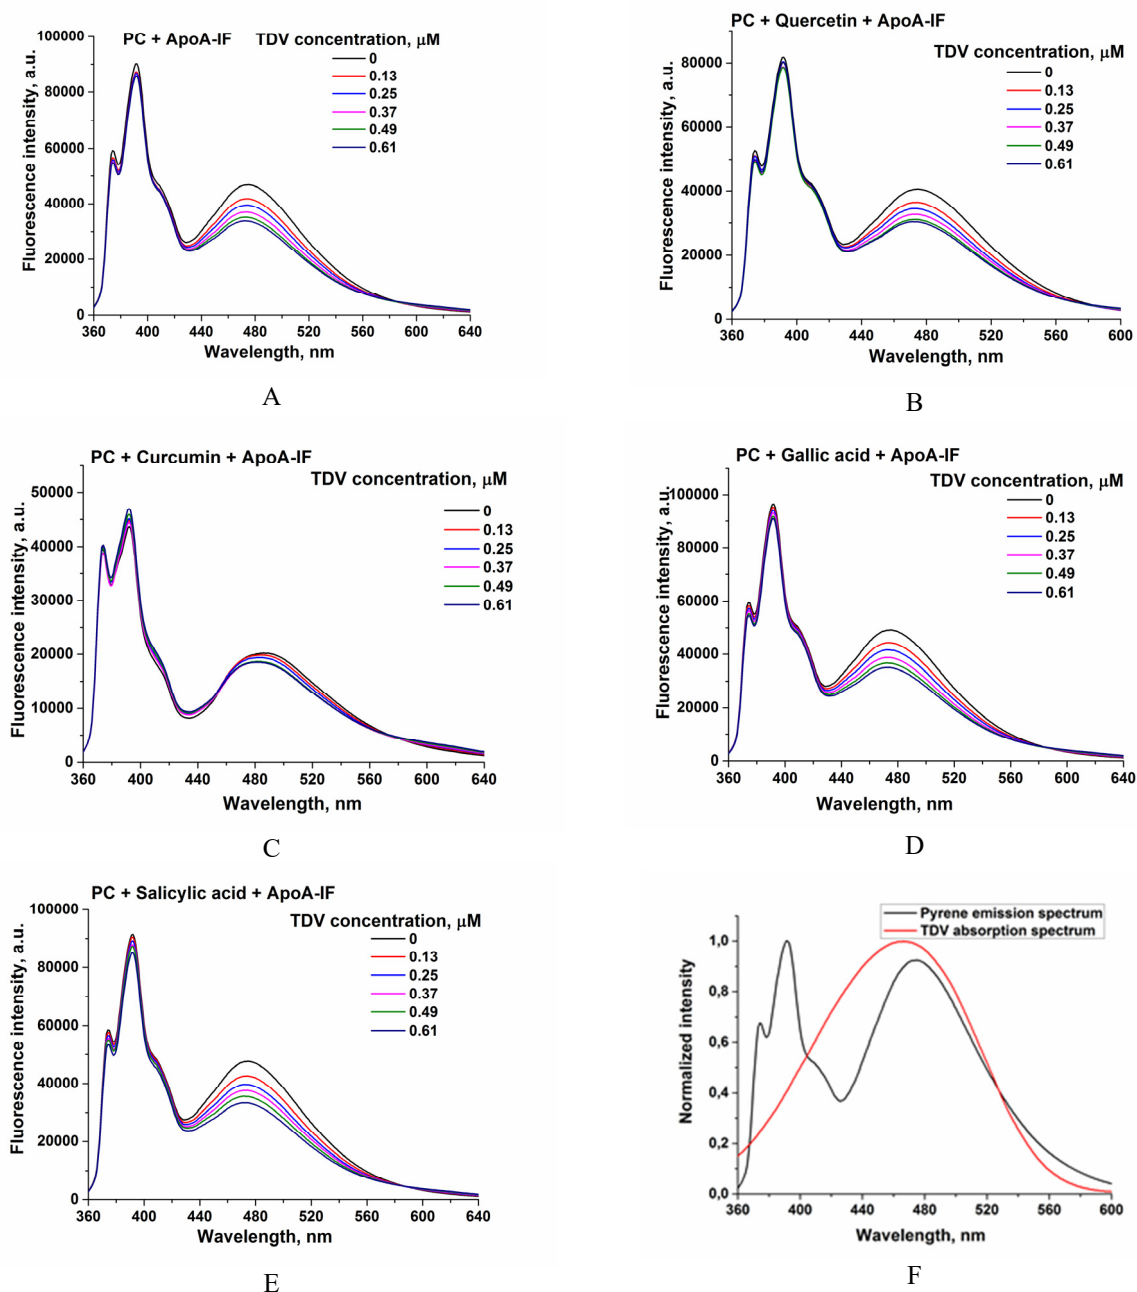 PC + ApoA-IF TDV concentration, μM
0
0.13
0.25
0.37
0.49
0.61
Fluorescence intensity, a.u.
100000
80000
60000
40000
20000
0
360 400 440 480 520 560 600 640
Wavelength, nm
A
PC + Quercetin + ApoA-IF
TDV concentration, μM
0
0.13
0.25
0.37
0.49
0.61
Fluorescence intensity, a.u.
80000
60000
40000
20000
0
360 400 440 480 520 560 600
Wavelength, nm
B
PC + Curcumin + ApoA-IF
TDV concentration, μM
0
0.13
0.25
0.37
0.49
0.61
Fluorescence intensity, a.u.
50000
40000
30000
20000
10000
0
360 400 440 480 520 560 600 640
Wavelength, nm
C
PC + Gallic acid + ApoA-IF
TDV concentration, μM
0
0.13
0.25
0.37
0.49
0.61
Fluorescence intensity, a.u.
100000
80000
60000
40000
20000
0
360 400 440 480 520 560 600 640
Wavelength, nm
D
PC + Salicylic acid + ApoA-IF
TDV concentration, μM
0
0.13
0.25
0.37
0.49
0.61
Fluorescence intensity, a.u.
100000
80000
60000
40000
20000
0
360 400 440 480 520 560 600 640
Wavelength, nm
E
Pyrene emission spectrum
TDV absorption spectrum
Normalized intensity
1,0
0,8
0,6
0,4
0,2
0,0
360 400 440 480 520 560 600
Wavelength, nm
F